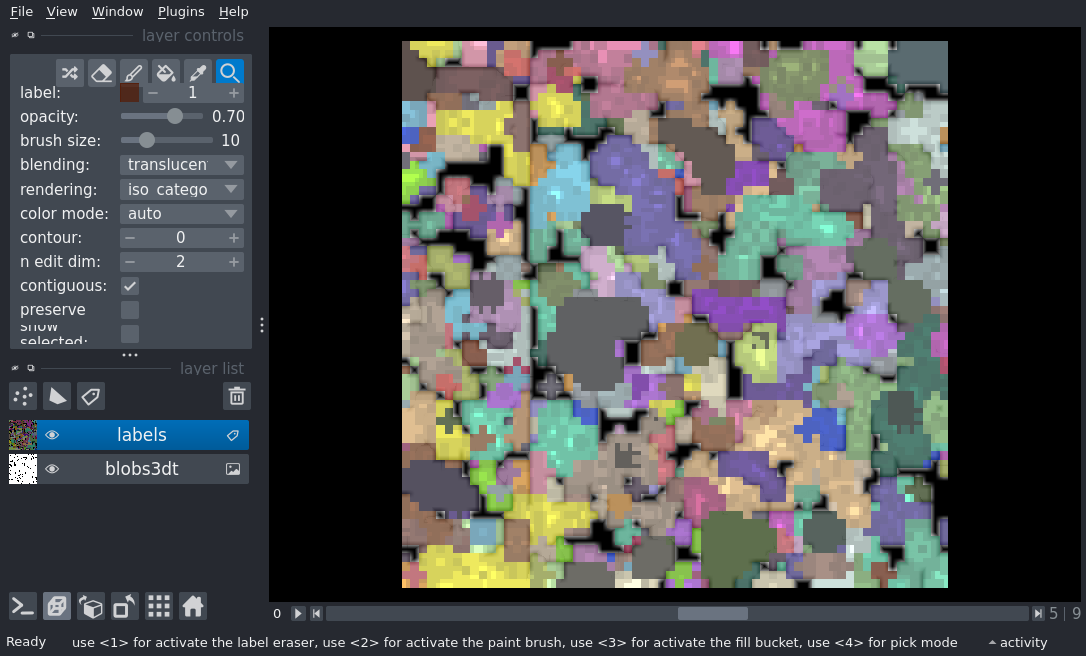 File View Window Plugins Help
layer controls
label: 1
opacity: 0.70
brush size: 10
blending: translucen
rendering: iso catego
color mode: auto
contour: 0
n edit dim: 2
contiguous:
preserve
show
selected:
layer list
labels
blobs3dt
0 5 | 9
Ready use <1> for activate the label eraser, use <2> for activate the paint brush, use <3> for activate the fill bucket, use <4> for pick mode activity